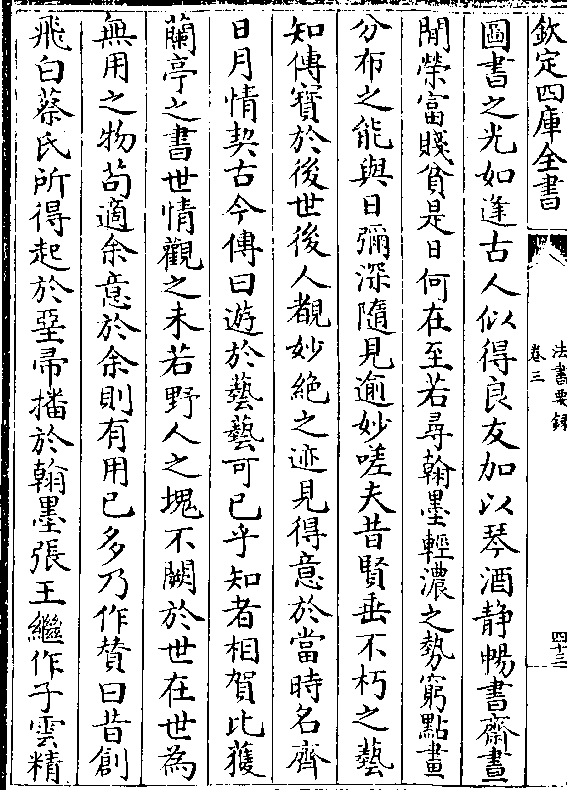 欽定四庫全書
法書要録
卷三
四十三
圖書之光如逢古人似得良友加以琴酒静暢書齋晝
閒榮富賤貧是日何在至若尋翰墨輕濃之勢窮點畫
分布之能與日彌深隨見逾妙嗟夫昔賢垂不朽之藝
知傳寳於後世後人覩妙絶之迹見得意於當時名齊
日月情契古今傳曰遊於藝藝可已乎知者相賀比獲
蘭亭之書世情觀之未若野人之塊不闕於世在世為
無用之物苟適余意於余則有用已多乃作賛曰昔創
飛白蔡氏所得起於堊帚播於翰墨張王繼作子雲精